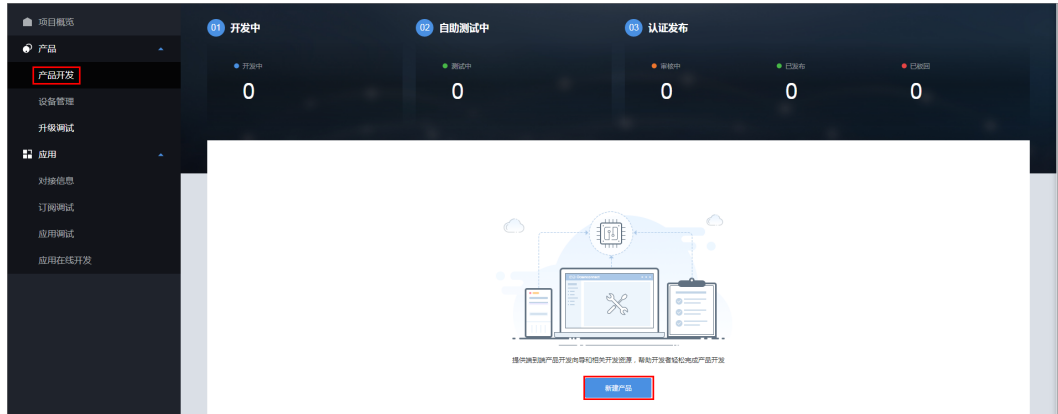 项目概览
产品
产品开发
设备管理
升级调试
应用
对接信息
订阅调试
应用调试
应用在线开发
01 开发中
开发中
0
02 自助测试中
测试中
0
03 认证发布
审核中 已发布 已驳回
0 0 0
提供端到端产品开发向导和相关开发资源，帮助开发者轻松完成产品开发
新建产品